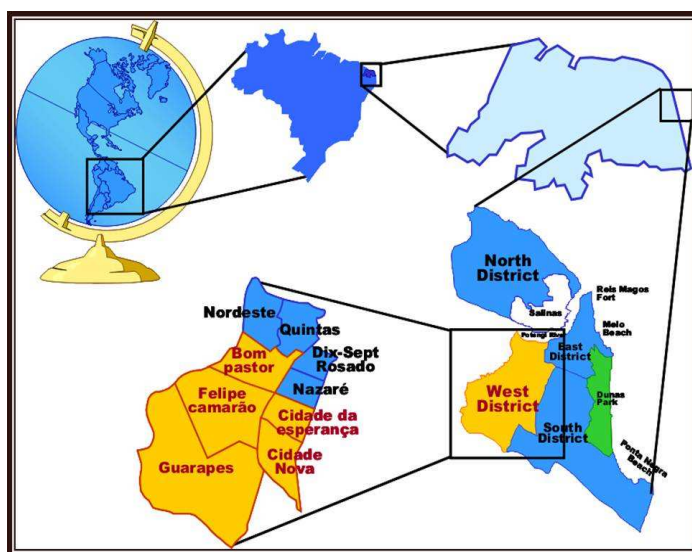 North
District
Reis Magos
Fort
Salinas
Meio
Beach
Potengi River
East
District
West
District
Dunas
Park
South
District
Ponta Negra
Beach
Nordeste
Quintas
Bom
pastor
Dix-Sept
Rosado
Nazaré
Felipe
camarão
Cidade da
esperança
Guarapes
Cidade
Nova